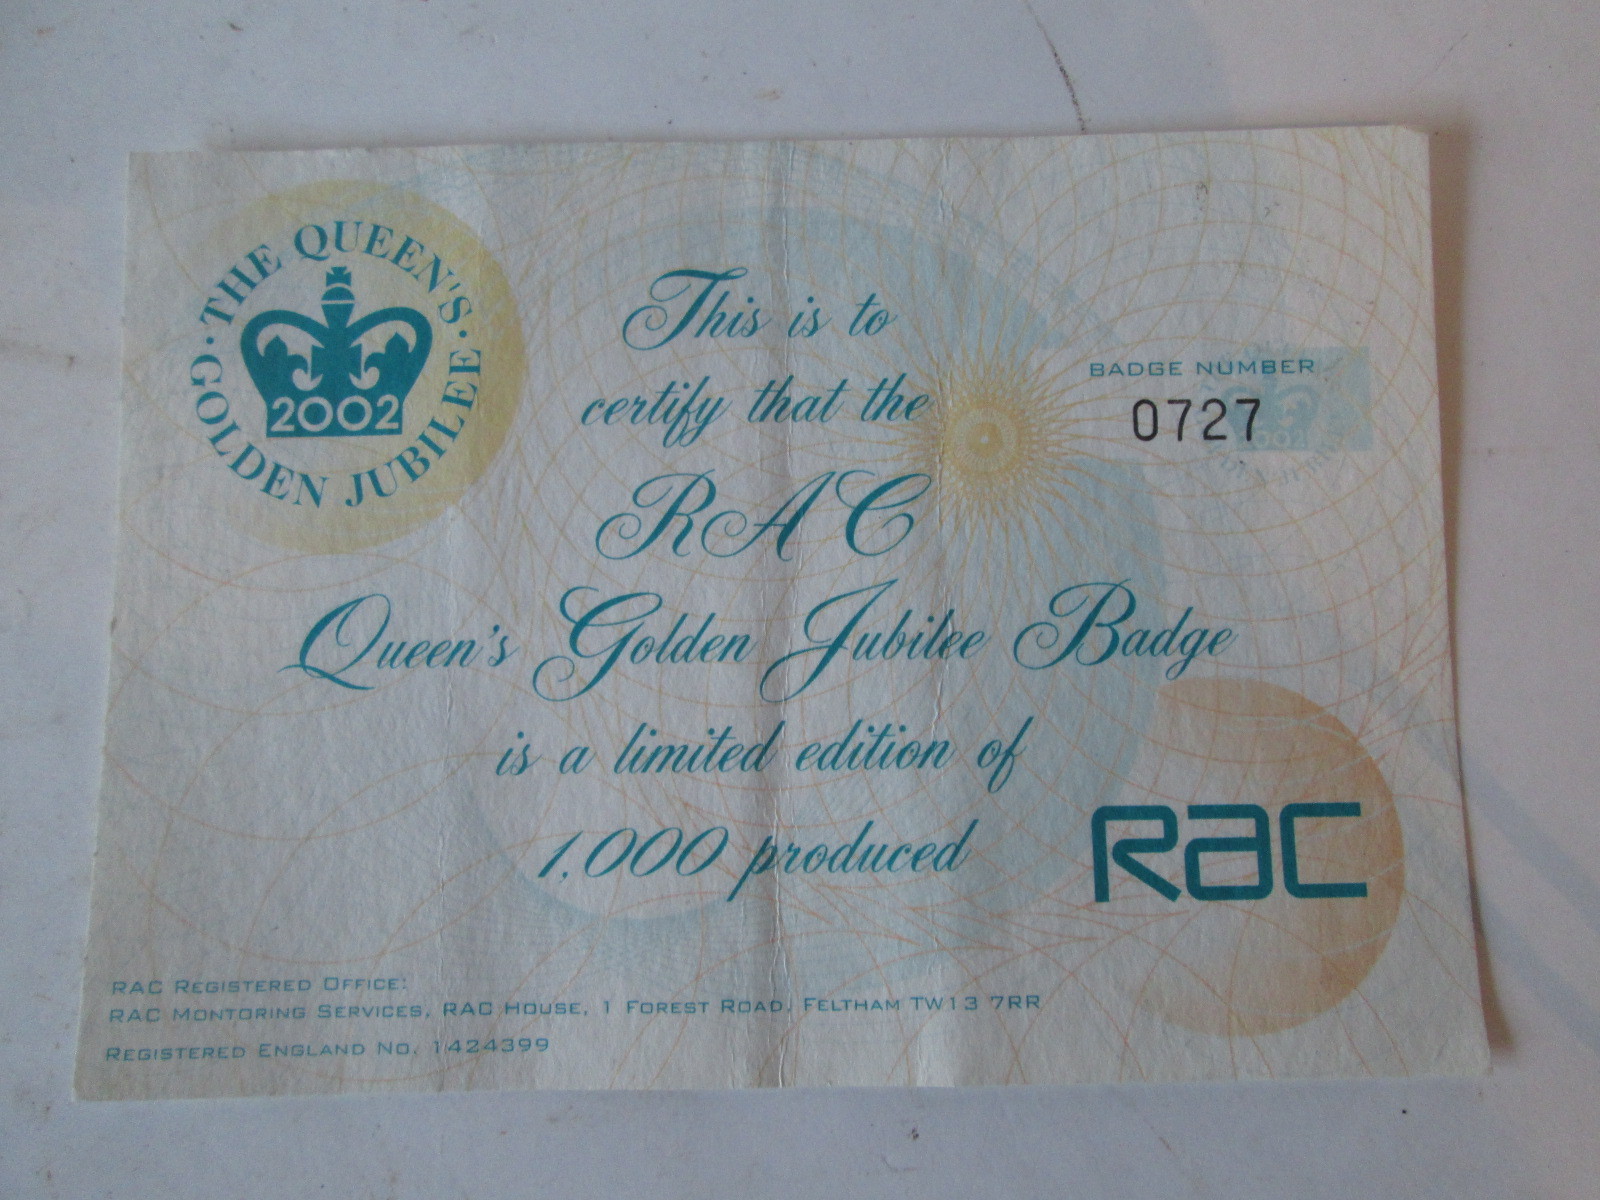 THE QUEEN'S
GOLDEN JUBILEE
2002
This is to
certify that the
RAC
Queen's Golden Jubilee Badge
is a limited edition of
1,000 produced
BADGE NUMBER
0727
2002
RAC
RAC REGISTERED OFFICE:
RAC MONTORING SERVICES, RAC HOUSE, 1 FOREST ROAD, FELTHAM TW13 7RR
REGISTERED ENGLAND NO. 1424399